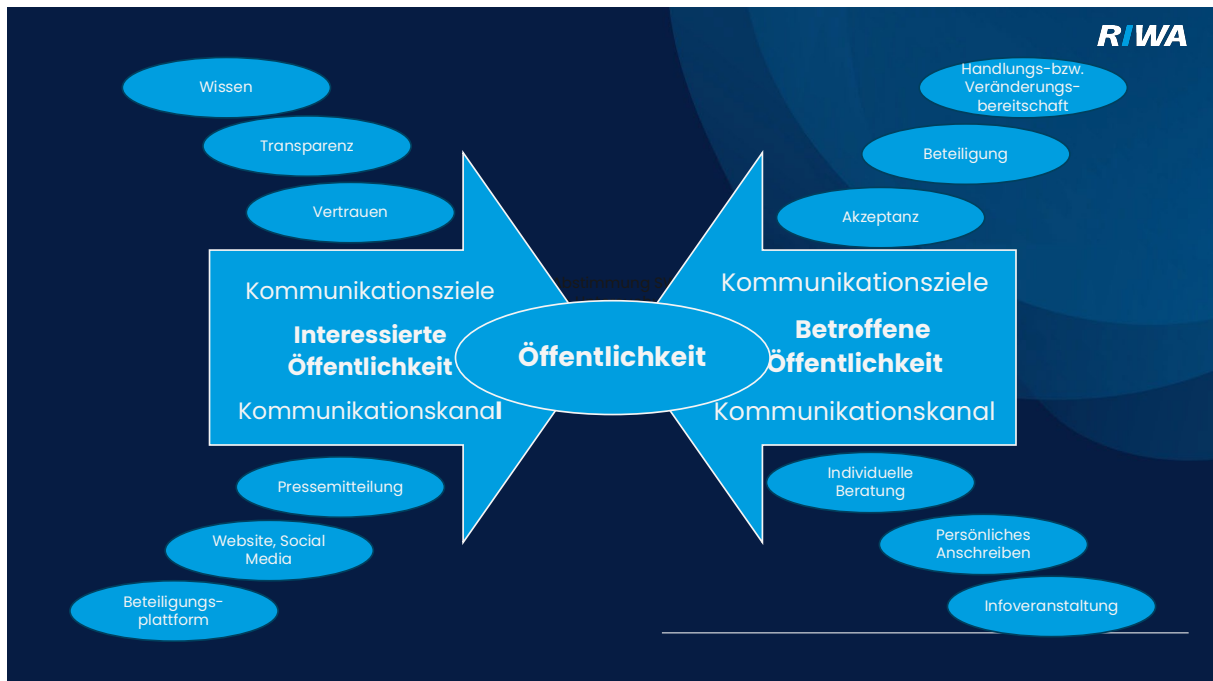 RIWA
Wissen
Transparenz
Vertrauen
Handlungs-bzw.
Veränderungs-
bereitschaft
Beteiligung
Akzeptanz
Kommunikationsziele
Interessierte
Öffentlichkeit
Kommunikationskanal
Öffentlichkeit
Kommunikationsziele
Betroffene
Öffentlichkeit
Kommunikationskanal
Pressemitteilung
Website, Social
Media
Beteiligungs-
plattform
Individuelle
Beratung
Persönliches
Anschreiben
Infoveranstaltung